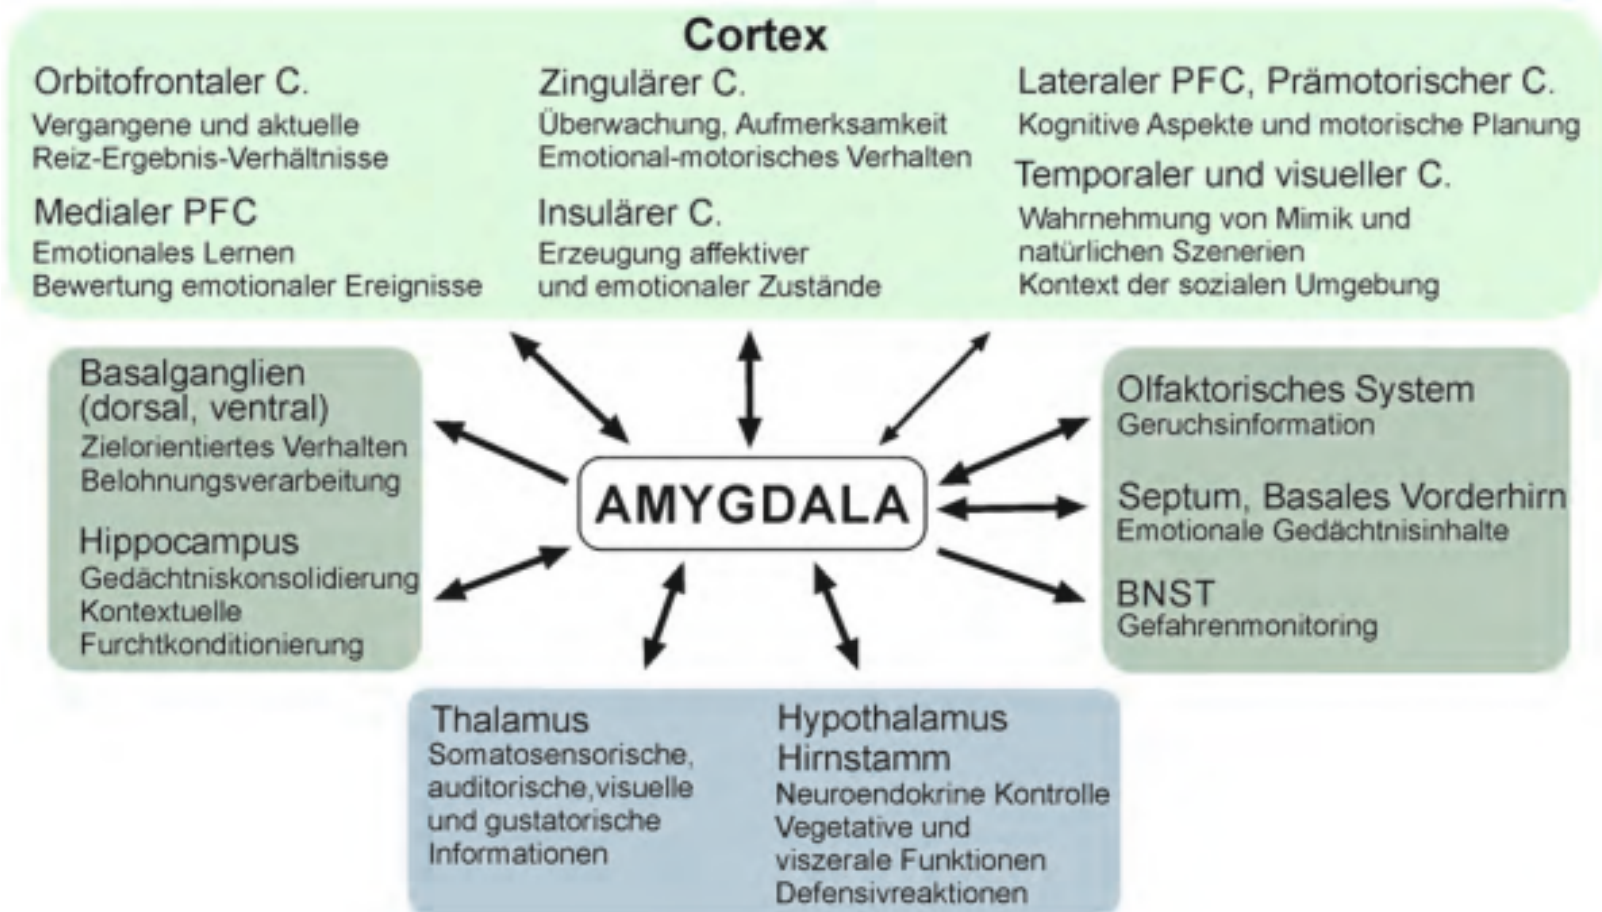 Cortex
Orbitofrontaler C.
Vergangene und aktuelle
Reiz-Ergebnis-Verhältnisse
Medialer PFC
Emotionales Lernen
Bewertung emotionaler Ereignisse
Zingulärer C.
Überwachung, Aufmerksamkeit
Emotional-motorisches Verhalten
Insulärer C.
Erzeugung affektiver
und emotionaler Zustände
Lateraler PFC, Prämotorischer C.
Kognitive Aspekte und motorische Planung
Temporaler und visueller C.
Wahrnehmung von Mimik und
natürlichen Szenerien
Kontext der sozialen Umgebung
Basalganglien
(dorsal, ventral)
Zielorientiertes Verhalten
Belohnungsverarbeitung
Hippocampus
Gedächtniskonsolidierung
Kontextuelle
Furchtkonditionierung
AMYGDALA
Olfaktorisches System
Geruchsinformation
Septum, Basales Vorderhirn
Emotionale Gedächtnisinhalte
BNST
Gefahrenmonitoring
Thalamus
Somatosensorische,
auditorische,visuelle
und gustatorische
Informationen
Hypothalamus
Hirnstamm
Neuroendokrine Kontrolle
Vegetative und
viszerale Funktionen
Defensivreaktionen